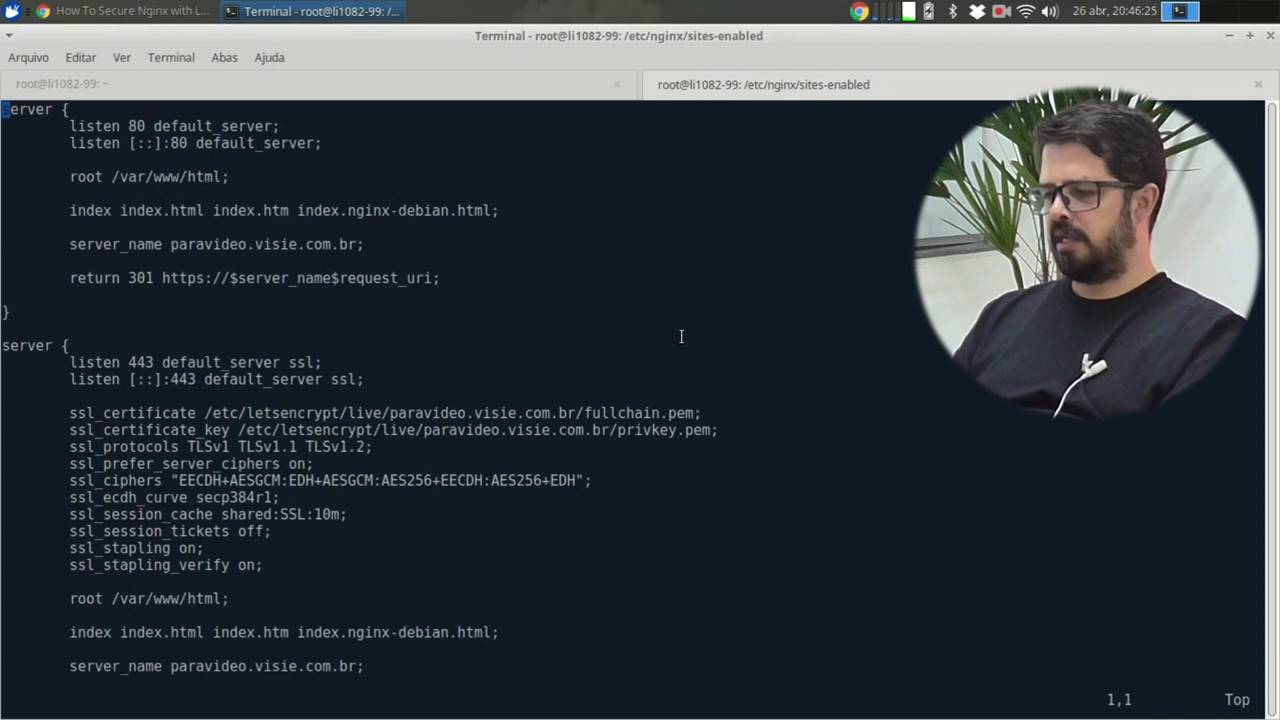 How To Secure Nginx with L...
Terminal - root@li1082-99: /...
26 abr, 20:46:25
Terminal - root@li1082-99: /etc/nginx/sites-enabled
Arquivo Editar Ver Terminal Abas Ajuda
root@li1082-99: ~
root@li1082-99: /etc/nginx/sites-enabled
server {
listen 80 default_server;
listen [::]:80 default_server;
root /var/www/html;
index index.html index.htm index.nginx-debian.html;
server_name paravideo.visie.com.br;
return 301 https://$server_name$request_uri;
}
server {
listen 443 default_server ssl;
listen [::]:443 default_server ssl;
ssl_certificate /etc/letsencrypt/live/paravideo.visie.com.br/fullchain.pem;
ssl_certificate_key /etc/letsencrypt/live/paravideo.visie.com.br/privkey.pem;
ssl_protocols TLSv1 TLSv1.1 TLSv1.2;
ssl_prefer_server_ciphers on;
ssl_ciphers "EECDH+AESGCM:EDH+AESGCM:AES256+EECDH:AES256+EDH";
ssl_ecdh_curve secp384r1;
ssl_session_cache shared:SSL:10m;
ssl_session_tickets off;
ssl_stapling on;
ssl_stapling_verify on;
root /var/www/html;
index index.html index.htm index.nginx-debian.html;
server_name paravideo.visie.com.br;
1,1 Top